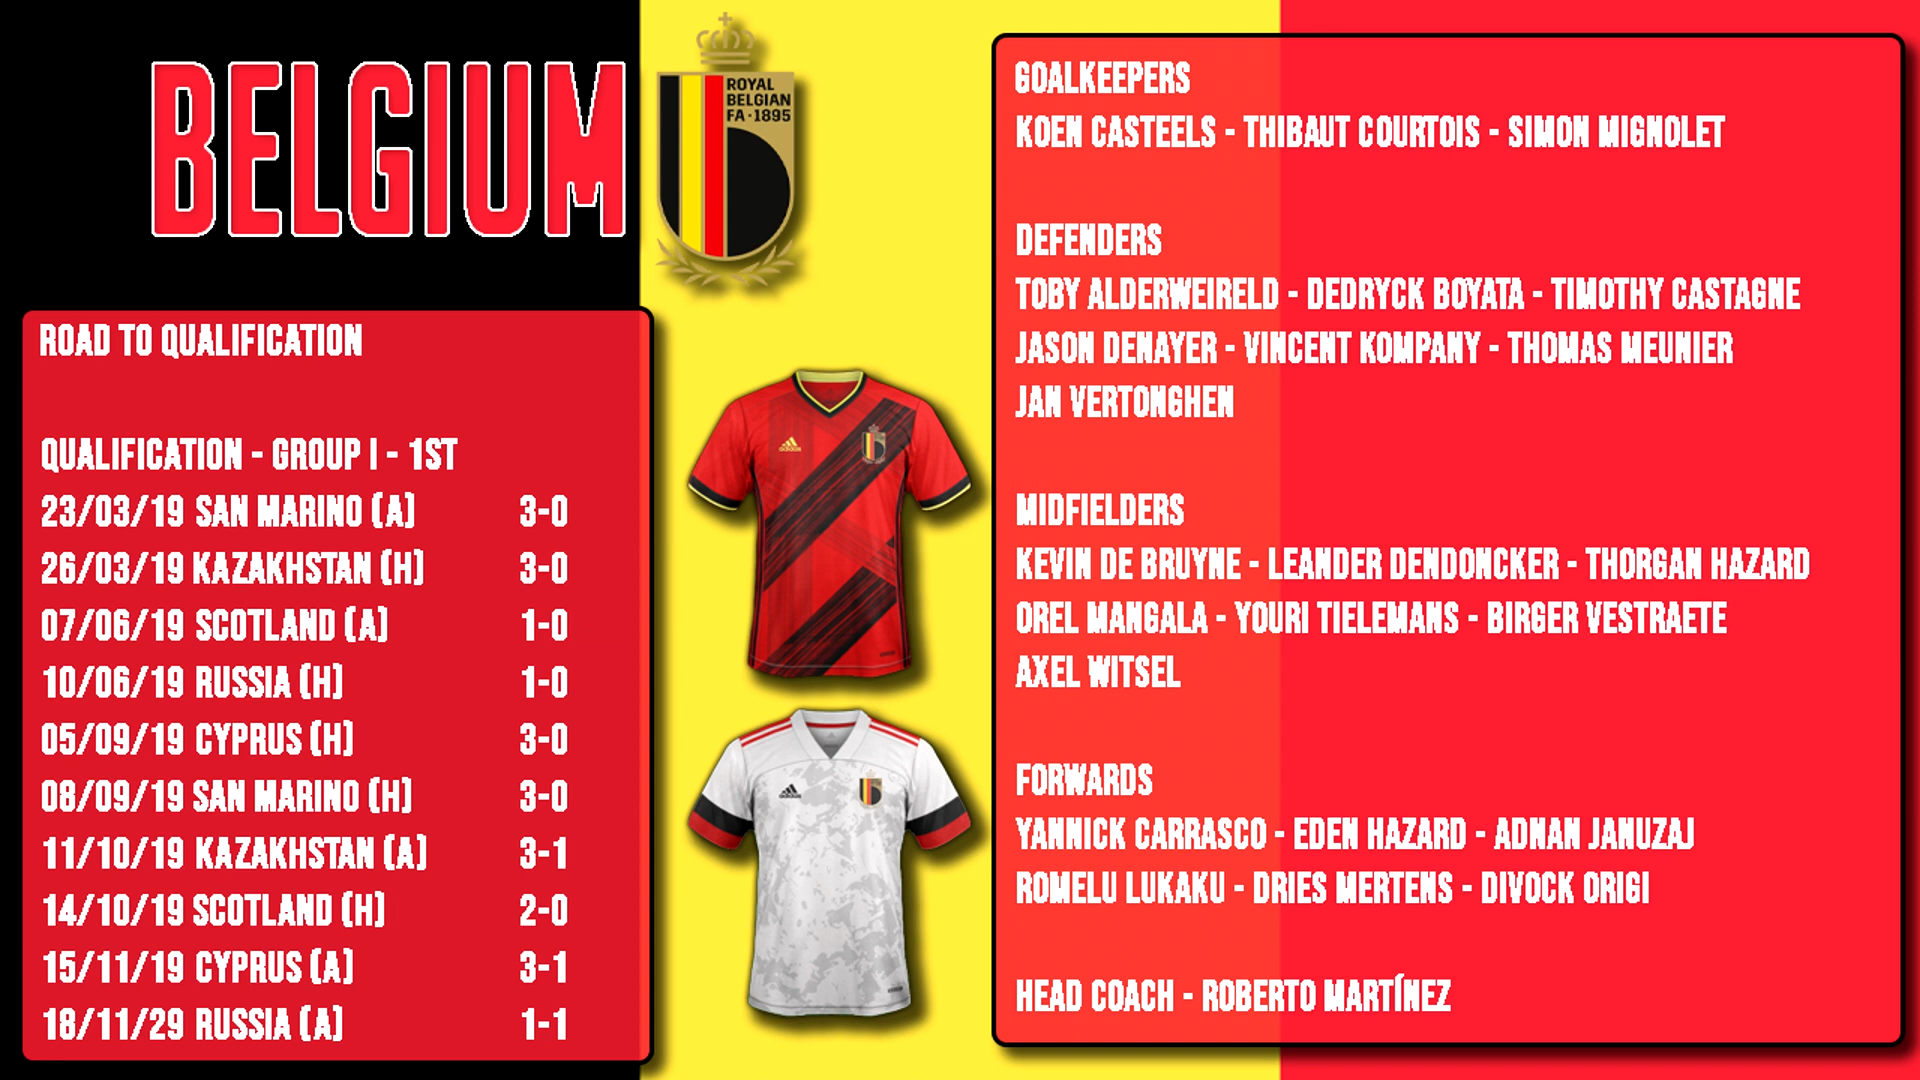 BELGIUM
ROYAL
BELGIAN
FA·1895
ROAD TO QUALIFICATION
QUALIFICATION - GROUP I - 1ST
23/03/19 SAN MARINO (A) 3-0
26/03/19 KAZAKHSTAN (H) 3-0
07/06/19 SCOTLAND (A) 1-0
10/06/19 RUSSIA (H) 1-0
05/09/19 CYPRUS (H) 3-0
08/09/19 SAN MARINO (H) 3-0
11/10/19 KAZAKHSTAN (A) 3-1
14/10/19 SCOTLAND (H) 2-0
15/11/19 CYPRUS (A) 3-1
18/11/29 RUSSIA (A) 1-1
adidas
adidas
GOALKEEPERS
KOEN CASTEELS - THIBAUT COURTOIS - SIMON MIGNOLET
DEFENDERS
TOBY ALDERWEIRELD - DEDRYCK BOYATA - TIMOTHY CASTAGNE
JASON DENAYER - VINCENT KOMPANY - THOMAS MEUNIER
JAN VERTONGHEN
MIDFIELDERS
KEVIN DE BRUYNE - LEANDER DENDONCKER - THORGAN HAZARD
OREL MANGALA - YOURI TIELEMANS - BIRGER VESTRAETE
AXEL WITSEL
FORWARDS
YANNICK CARRASCO - EDEN HAZARD - ADNAN JANUZAJ
ROMELU LUKAKU - DRIES MERTENS - DIVOCK ORIGI
HEAD COACH - ROBERTO MARTÍNEZ